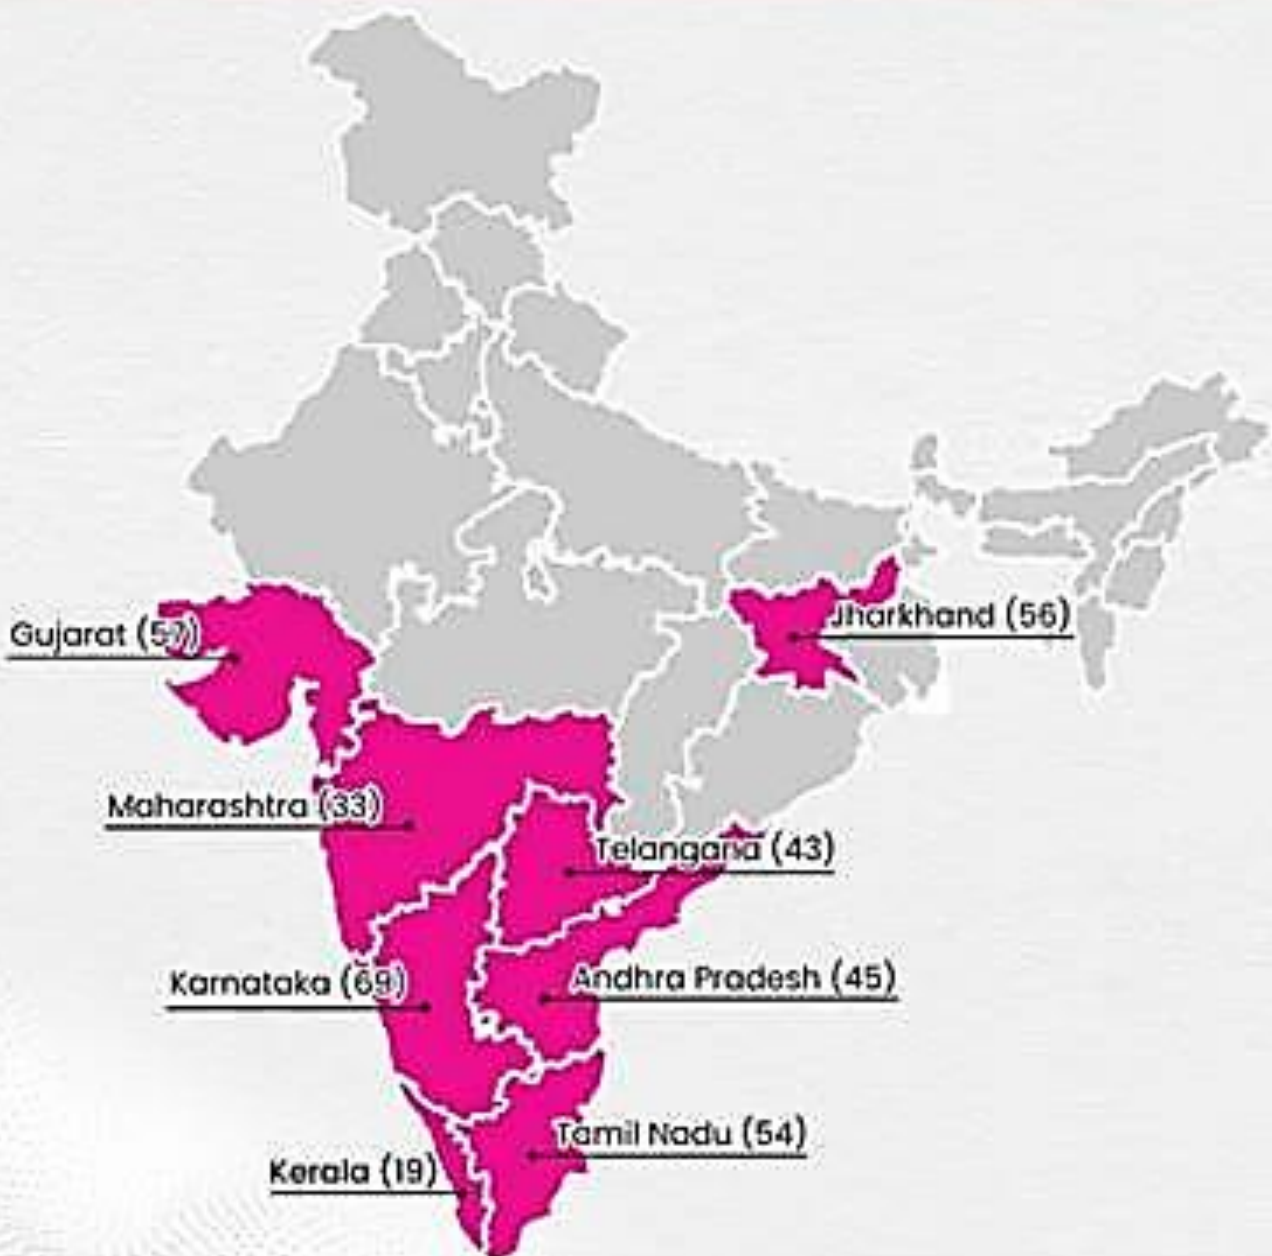 Gujarat (57)
Jharkhand (56)
Maharashtra (33)
Telangana (43)
Karnataka (69)
Andhra Pradesh (45)
Tamil Nadu (54)
Kerala (19)